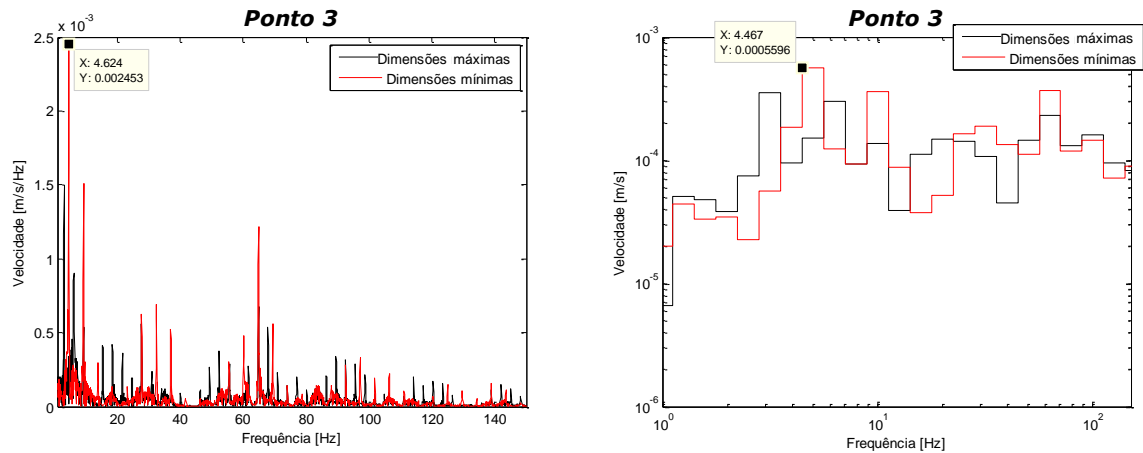 Ponto 3
x 10^-3
2.5
2
1.5
1
0.5
0
20
40
60
80
100
120
140
Velocidade [m/s/Hz]
Frequência [Hz]
X: 4.624
Y: 0.002453
Dimensões máximas
Dimensões mínimas
Ponto 3
X: 4.467
Y: 0.0005596
Dimensões máximas
Dimensões mínimas
10^-3
10^-4
10^-5
10^-6
10^0
10^1
10^2
Velocidade [m/s]
Frequência [Hz]